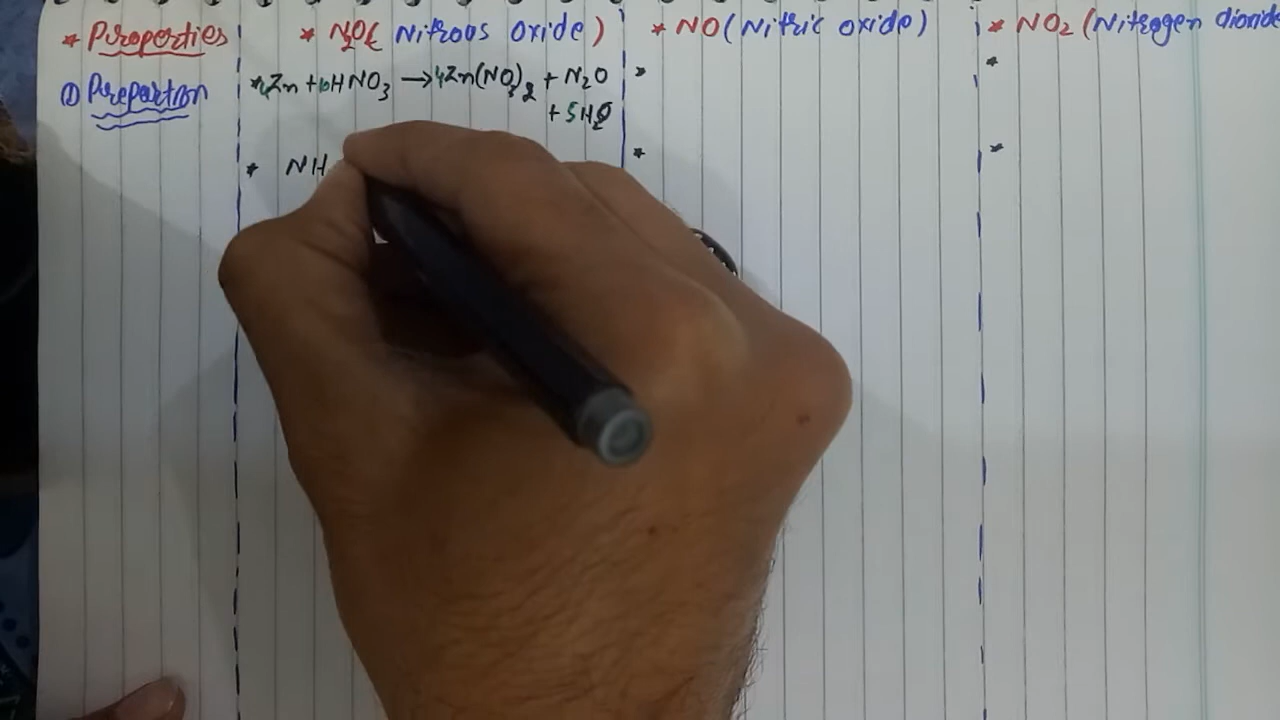 * Properties * N2O( Nitrous oxide ) * NO( Nitric oxide ) * NO2 (Nitrogen dioxide
① Prepartion * 4Zn + 10HNO3 → 4Zn(NO3)2 + N2O *
*
+ 5H2O
* NH * *